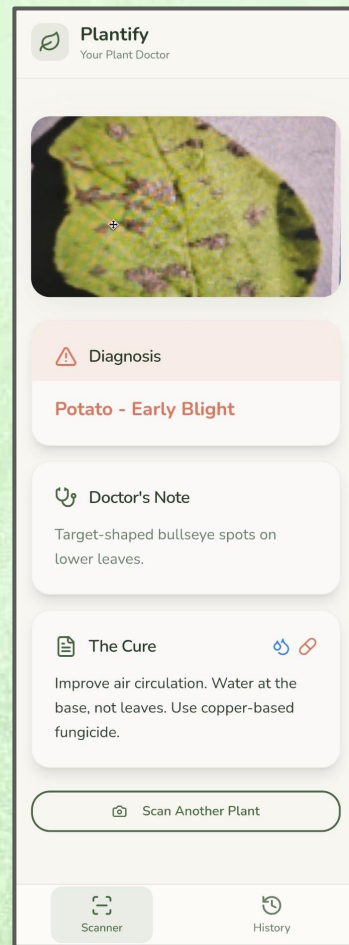 Plantify
Your Plant Doctor
Diagnosis
Potato - Early Blight
Doctor's Note
Target-shaped bullseye spots on
lower leaves.
The Cure
Improve air circulation. Water at the
base, not leaves. Use copper-based
fungicide.
Scan Another Plant
Scanner
History